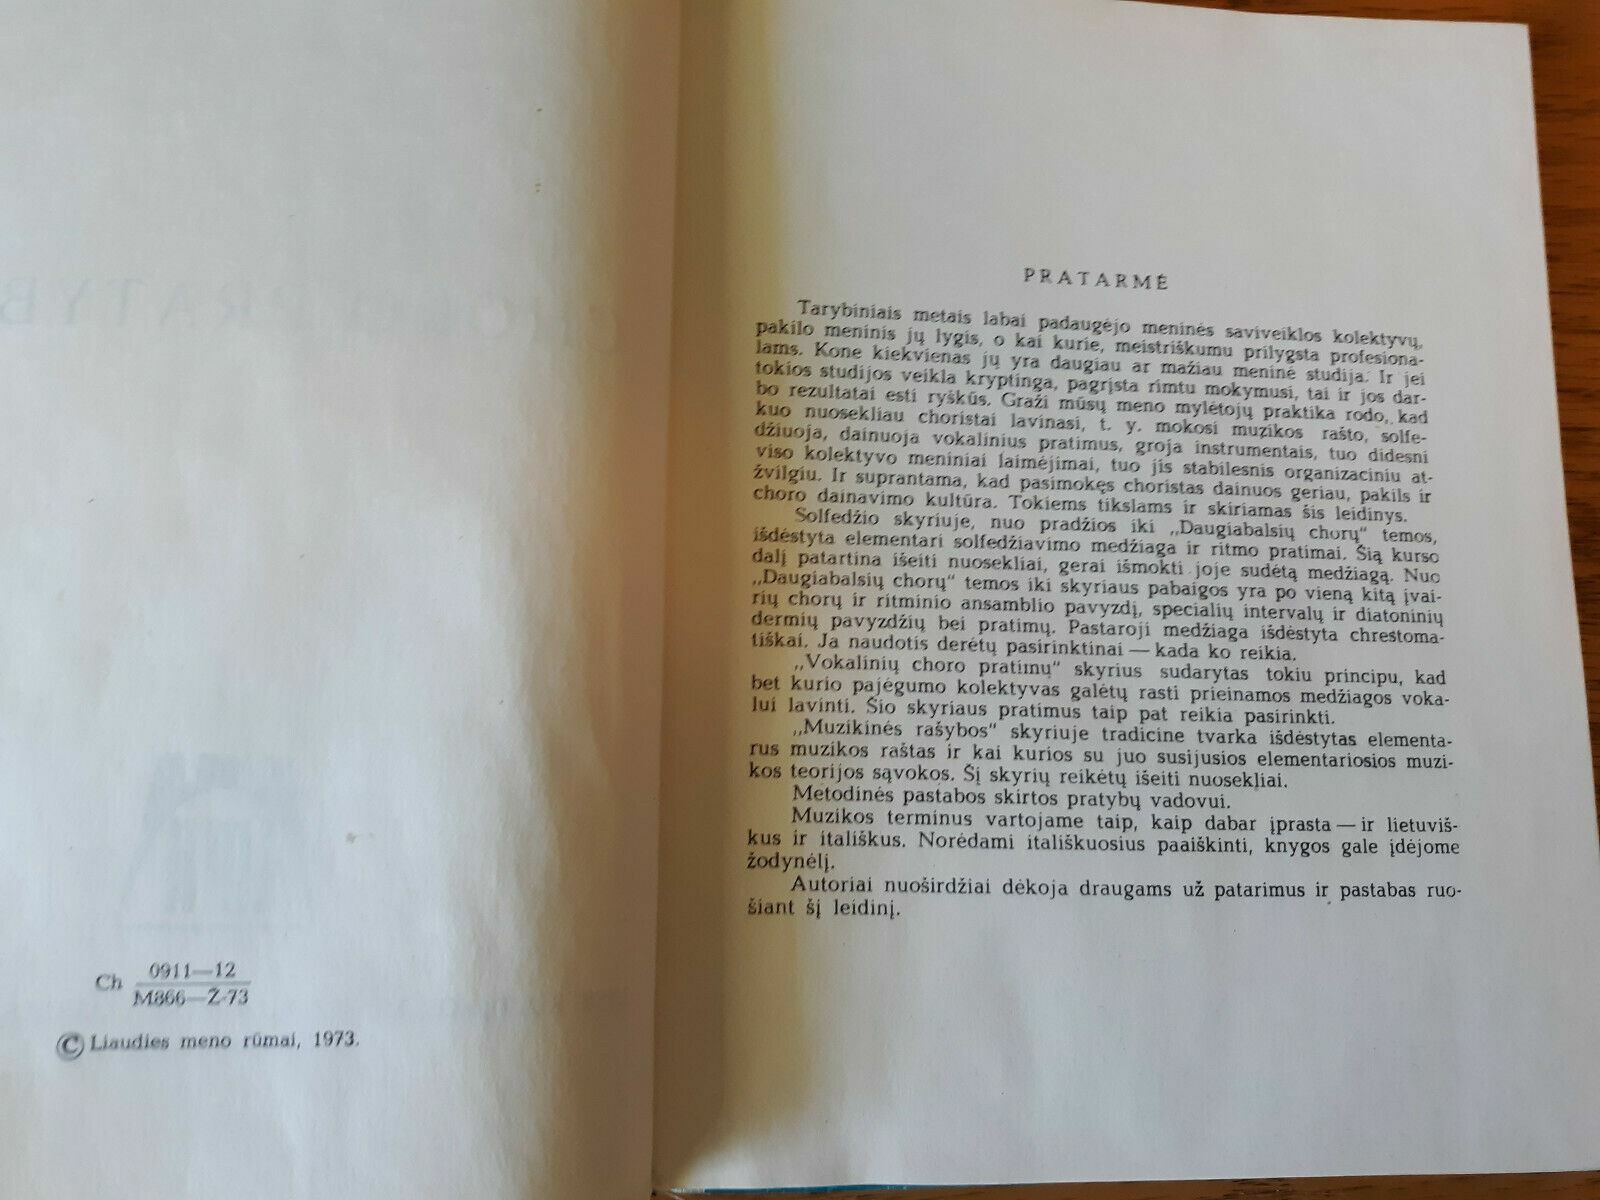 Ch 0911—12
M866—Ž-73
© Liaudies meno rūmai, 1973.
PRATARMĖ
Tarybiniais metais labai padaugėjo meninės saviveiklos kolektyvų,
pakilo meninis jų lygis, o kai kurie, meistriškumu prilygsta profesiona-
lams. Kone kiekvienas jų yra daugiau ar mažiau meninė studija. Ir jei
tokios studijos veikla kryptinga, pagrįsta rimtu mokymusi, tai ir jos dar-
bo rezultatai esti ryškūs. Graži mūsų meno mylėtojų praktika rodo, kad
kuo nuosekliau choristai lavinasi, t. y. mokosi muzikos rašto, solfe-
džiuoja, dainuoja vokalinius pratimus, groja instrumentais, tuo didesni
viso kolektyvo meniniai laimėjimai, tuo jis stabilesnis organizaciniu at-
žvilgiu. Ir suprantama, kad pasimokęs choristas dainuos geriau, pakils ir
choro dainavimo kultūra. Tokiems tikslams ir skiriamas šis leidinys.
Solfedžio skyriuje, nuo pradžios iki „Daugiabalsių chorų“ temos,
išdėstyta elementari solfedžiavimo medžiaga ir ritmo pratimai. Šią kurso
dalį patartina išeiti nuosekliai, gerai išmokti joje sudėtą medžiagą. Nuo
„Daugiabalsių chorų“ temos iki skyriaus pabaigos yra po vieną kitą įvai-
rių chorų ir ritminio ansamblio pavyzdį, specialių intervalų ir diatoninių
dermių pavyzdžių bei pratimų. Pastaroji medžiaga išdėstyta chrestoma-
tiškai. Ja naudotis derėtų pasirinktinai — kada ko reikia.
„Vokalinių choro pratimų“ skyrius sudarytas tokiu principu, kad
bet kurio pajėgumo kolektyvas galėtų rasti prieinamos medžiagos voka-
lui lavinti. Šio skyriaus pratimus taip pat reikia pasirinkti.
„Muzikinės rašybos“ skyriuje tradicine tvarka išdėstytas elementa-
rus muzikos raštas ir kai kurios su juo susijusios elementariosios muzi-
kos teorijos sąvokos. Šį skyrių reikėtų išeiti nuosekliai.
Metodinės pastabos skirtos pratybų vadovui.
Muzikos terminus vartojame taip, kaip dabar įprasta — ir lietuviš-
kus ir itališkus. Norėdami itališkuosius paaiškinti, knygos gale įdėjome
žodynėlį.
Autoriai nuoširdžiai dėkoja draugams už patarimus ir pastabas ruo-
šiant šį leidinį.